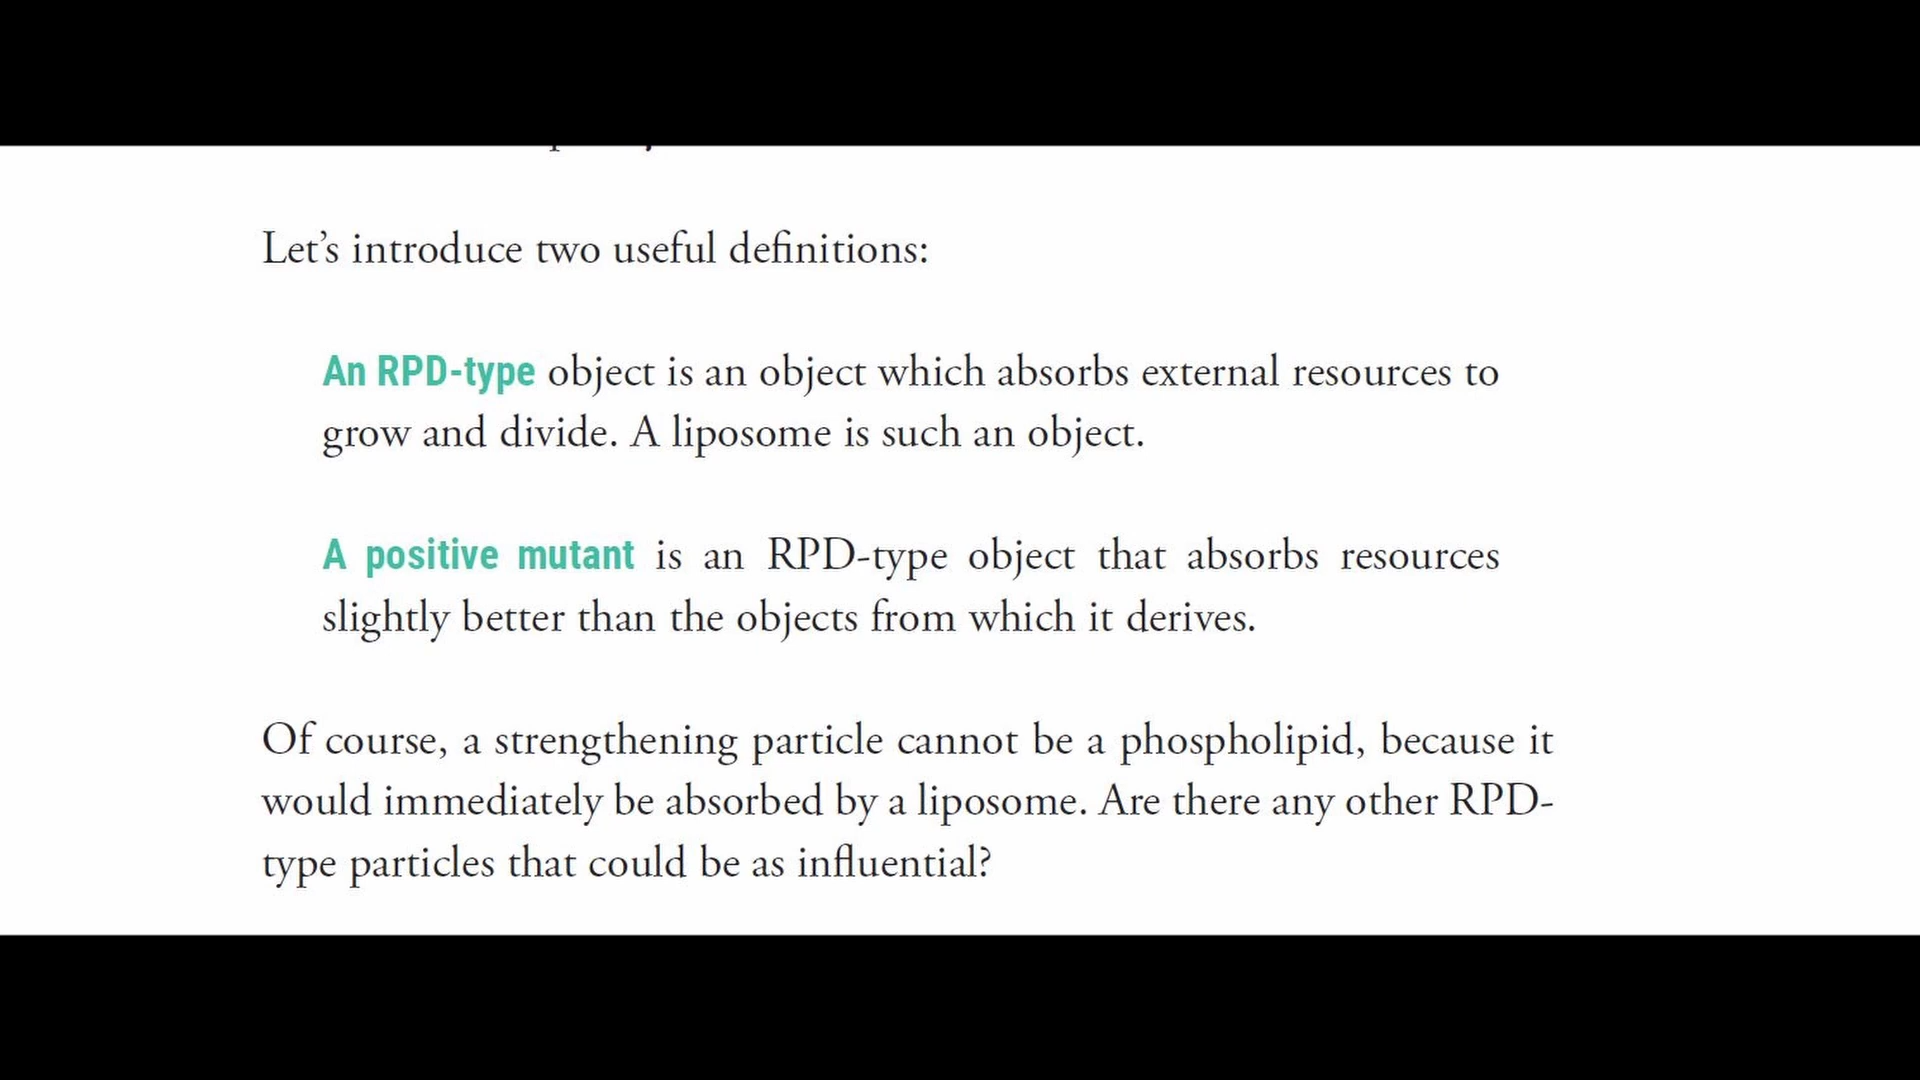 Let’s introduce two useful definitions:
An RPD-type object is an object which absorbs external resources to
grow and divide. A liposome is such an object.
A positive mutant is an RPD-type object that absorbs resources
slightly better than the objects from which it derives.
Of course, a strengthening particle cannot be a phospholipid, because it
would immediately be absorbed by a liposome. Are there any other RPD-
type particles that could be as influential?